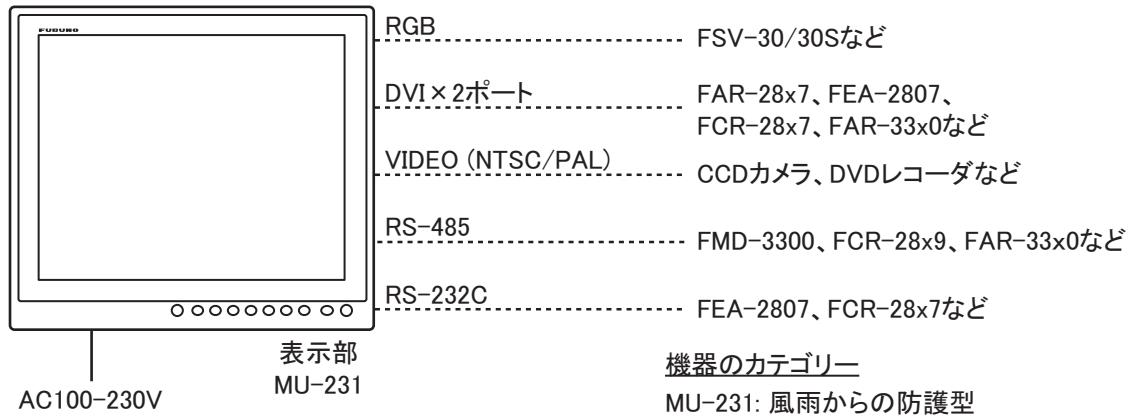 FURUNO
RGB
FSV-30/30Sなど
DVI×2ポート
FAR-28x7、FEA-2807、
FCR-28x7、FAR-33x0など
VIDEO (NTSC/PAL)
CCDカメラ、DVDレコーダなど
RS-485
FMD-3300、FCR-28x9、FAR-33x0など
RS-232C
FEA-2807、FCR-28x7など
表示部
MU-231
AC100-230V
機器のカテゴリー
MU-231: 風雨からの防護型